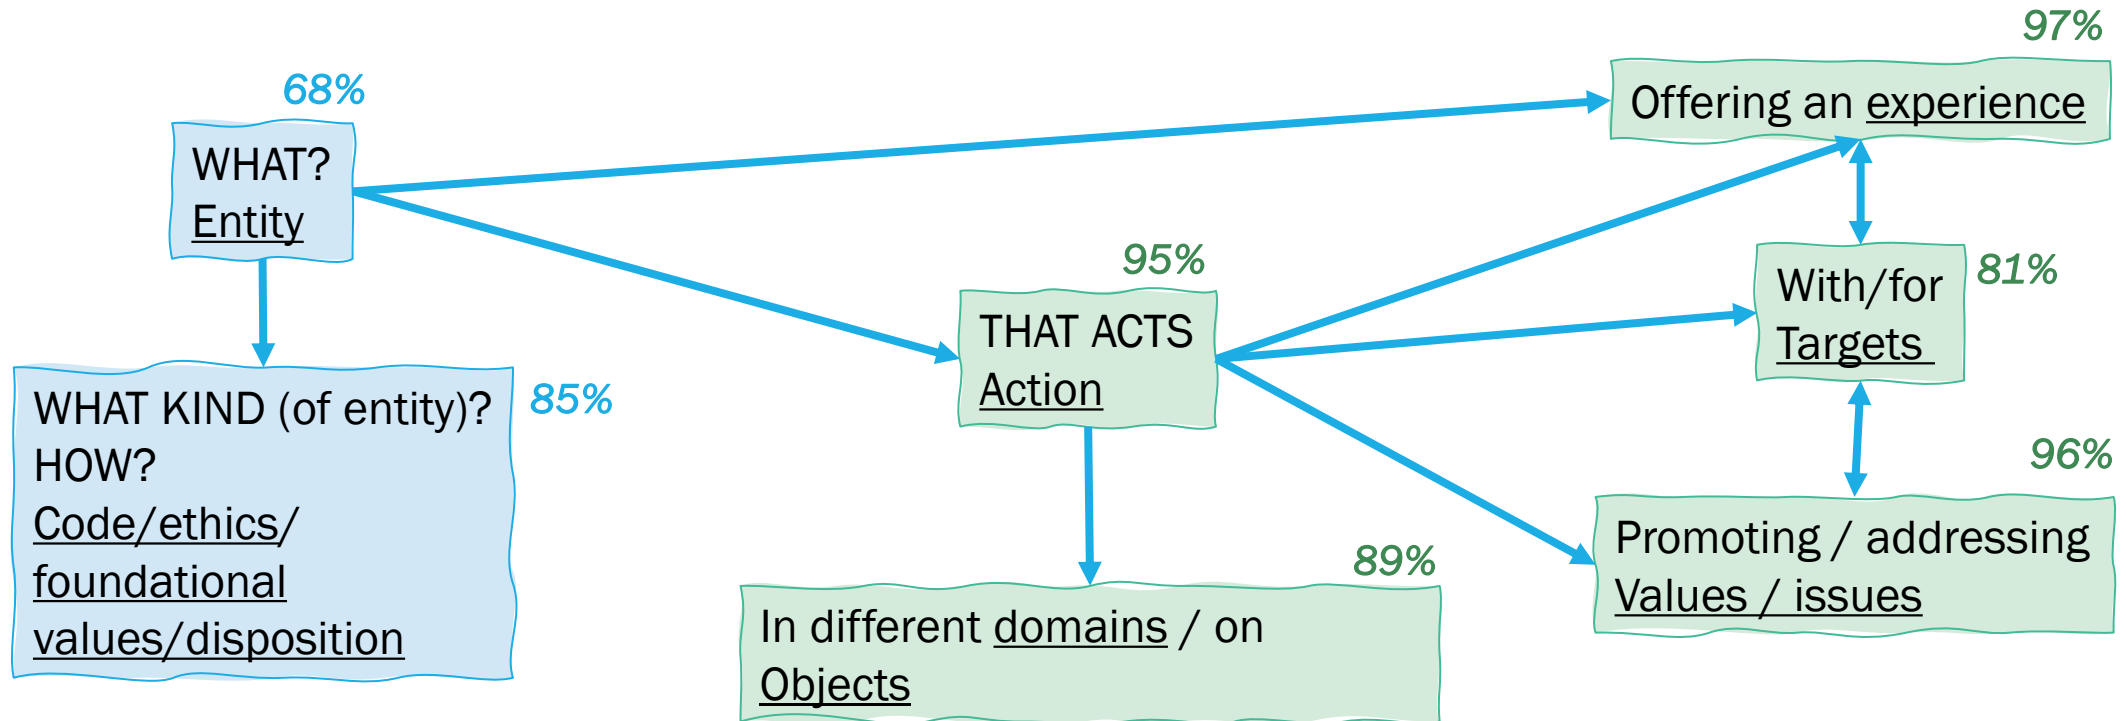 97%
Offering an experience
68%
WHAT?
Entity
95%
THAT ACTS
Action
With/for
Targets
81%
WHAT KIND (of entity)?
HOW?
Code/ethics/
foundational
values/disposition
85%
96%
Promoting / addressing
Values / issues
89%
In different domains / on
Objects